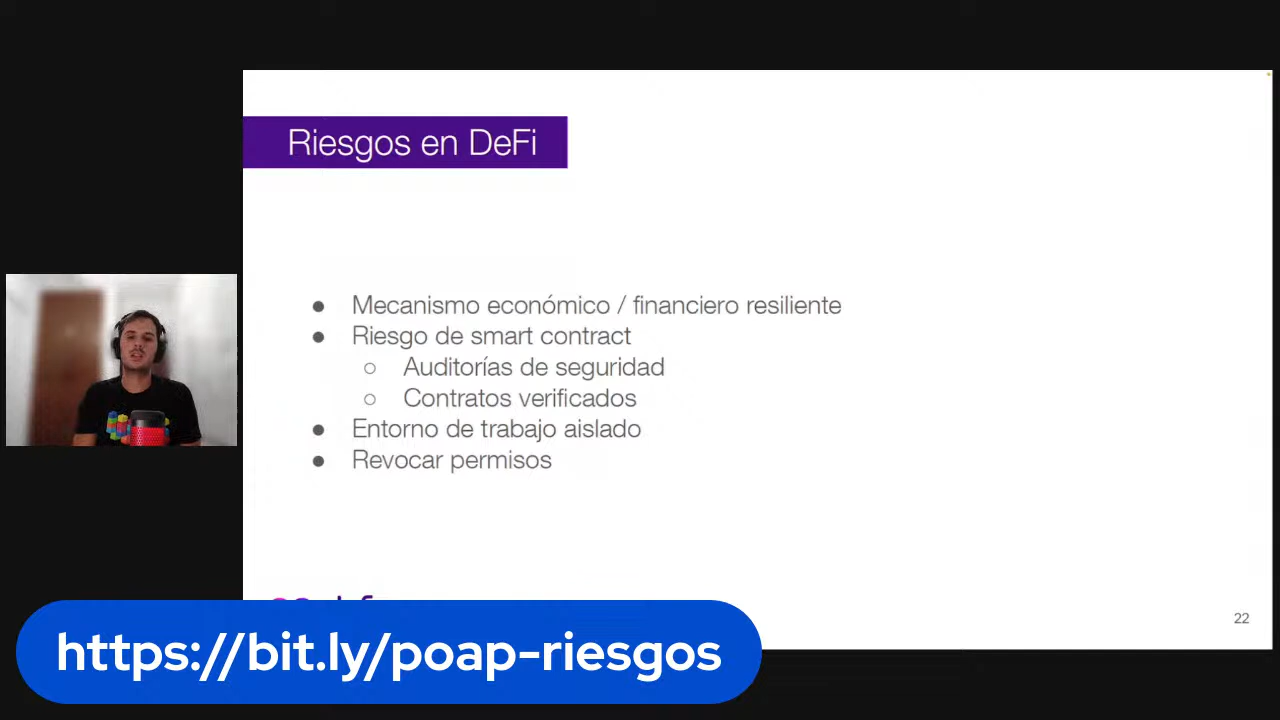 Riesgos en DeFi
● Mecanismo económico / financiero resiliente
● Riesgo de smart contract
○ Auditorías de seguridad
○ Contratos verificados
● Entorno de trabajo aislado
● Revocar permisos
22
https://bit.ly/poap-riesgos